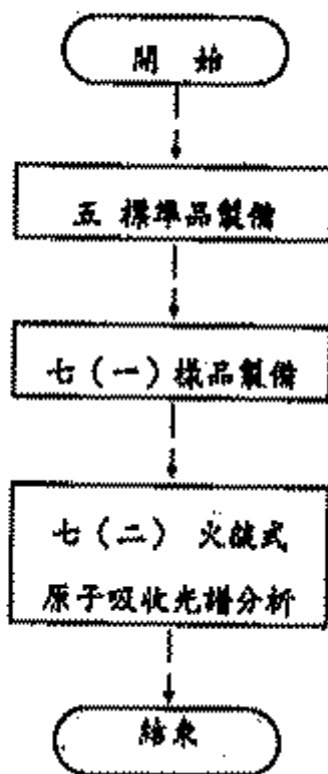 開 始
五 標準品製備
七（一）樣品製備
七（二） 火燄式
原子吸收光譜分析
結束